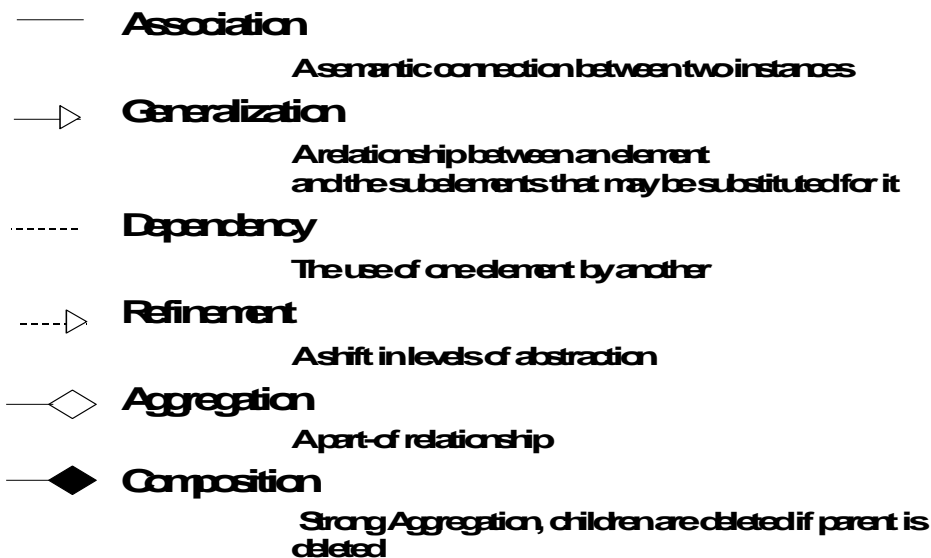 Association
A semantic connection between two instances
Generalization
A relationship between an element
and the subelements that may be substituted for it
Dependency
The use of one element by another
Refinement
A shift in levels of abstraction
Aggregation
A part-of relationship
Composition
Strong Aggregation, children are deleted if parent is
deleted